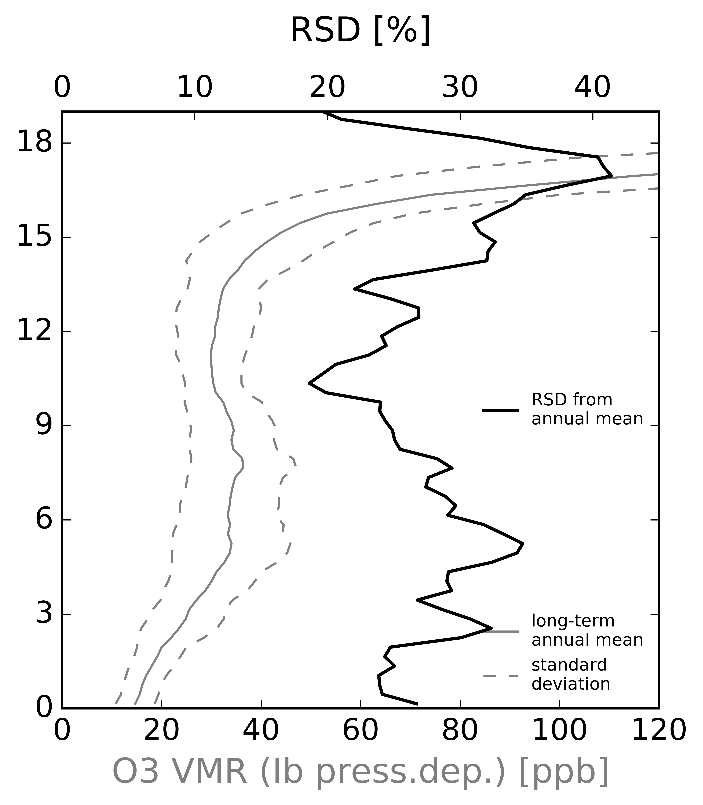 RSD [%]
0 10 20 30 40
18
15
12
9
6
3
0
RSD from
annual mean
long-term
annual mean
standard
deviation
0 20 40 60 80 100 120
O3 VMR (lb press.dep.) [ppb]